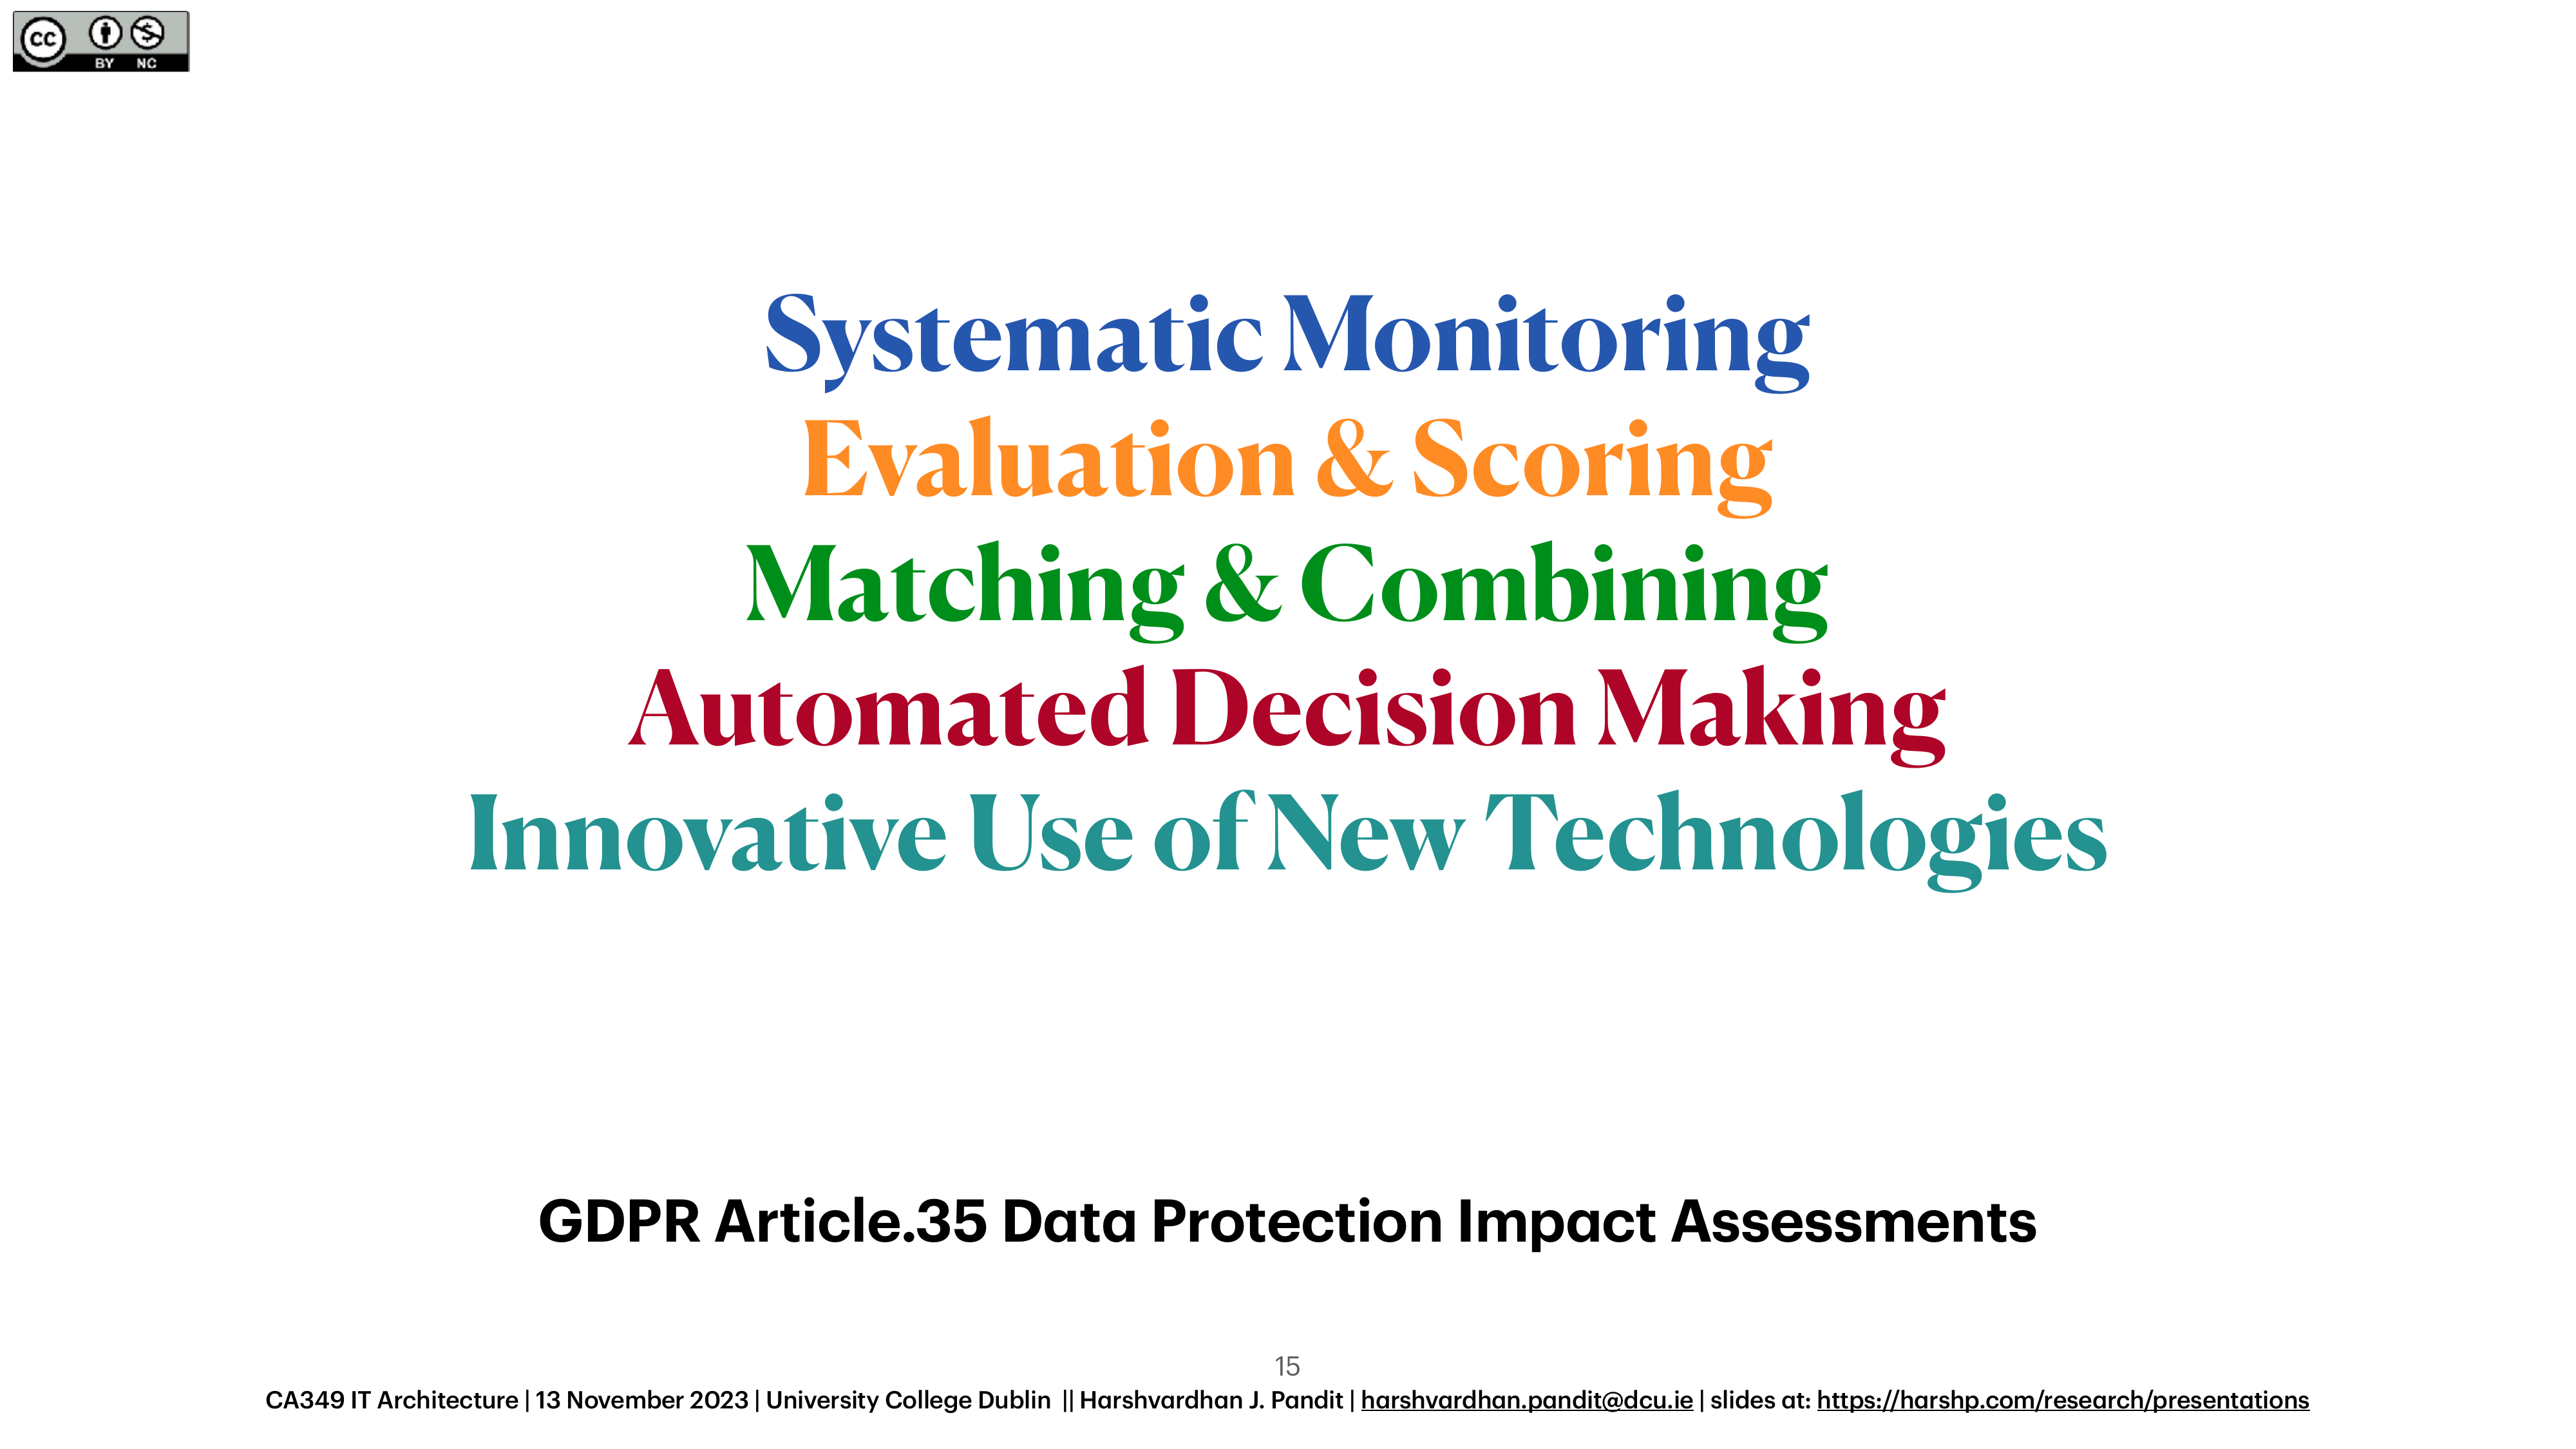 cc BY NC
Systematic Monitoring
Evaluation & Scoring
Matching & Combining
Automated Decision Making
Innovative Use of New Technologies
GDPR Article.35 Data Protection Impact Assessments
15
CA349 IT Architecture | 13 November 2023 | University College Dublin || Harshvardhan J. Pandit | harshvardhan.pandit@dcu.ie | slides at: https://harshp.com/research/presentations